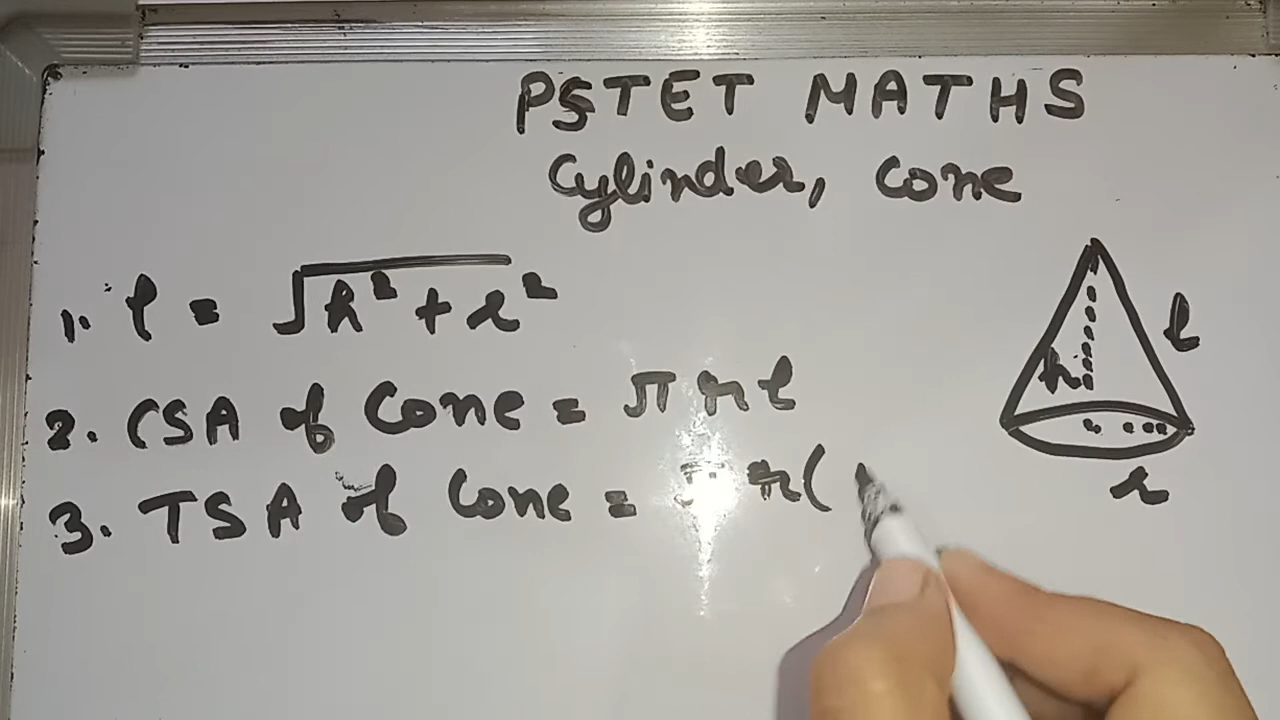 PSTET MATHS
Cylinder, Cone
1. l = √h² + r²
2. CSA of Cone = πrl
3. TSA of Cone = πr(
h
l
r